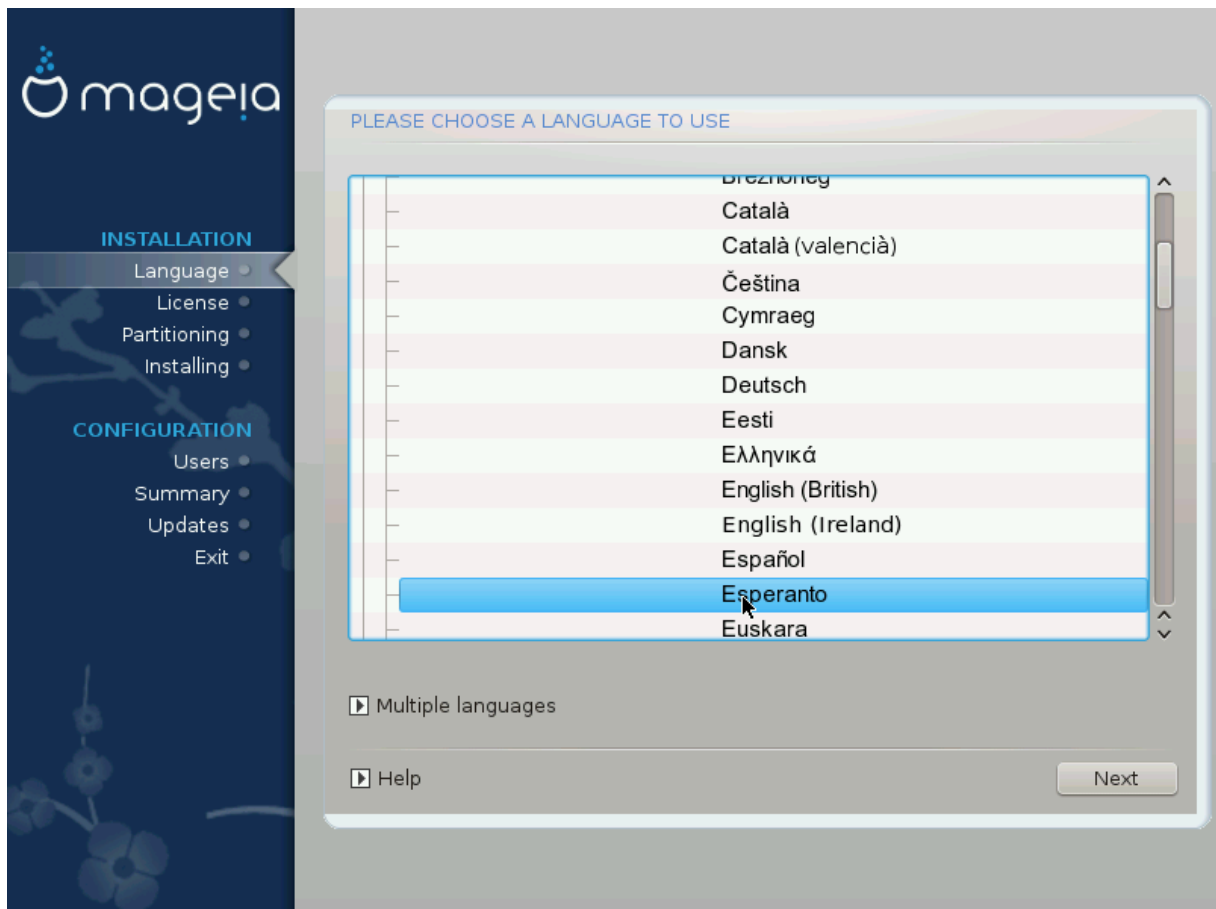 mageia
INSTALLATION
Language
License
Partitioning
Installing
CONFIGURATION
Users
Summary
Updates
Exit
PLEASE CHOOSE A LANGUAGE TO USE
Brezhoneg
Català
Català (valencià)
Čeština
Cymraeg
Dansk
Deutsch
Eesti
Ελληνικά
English (British)
English (Ireland)
Español
Esperanto
Euskara
Multiple languages
Help
Next